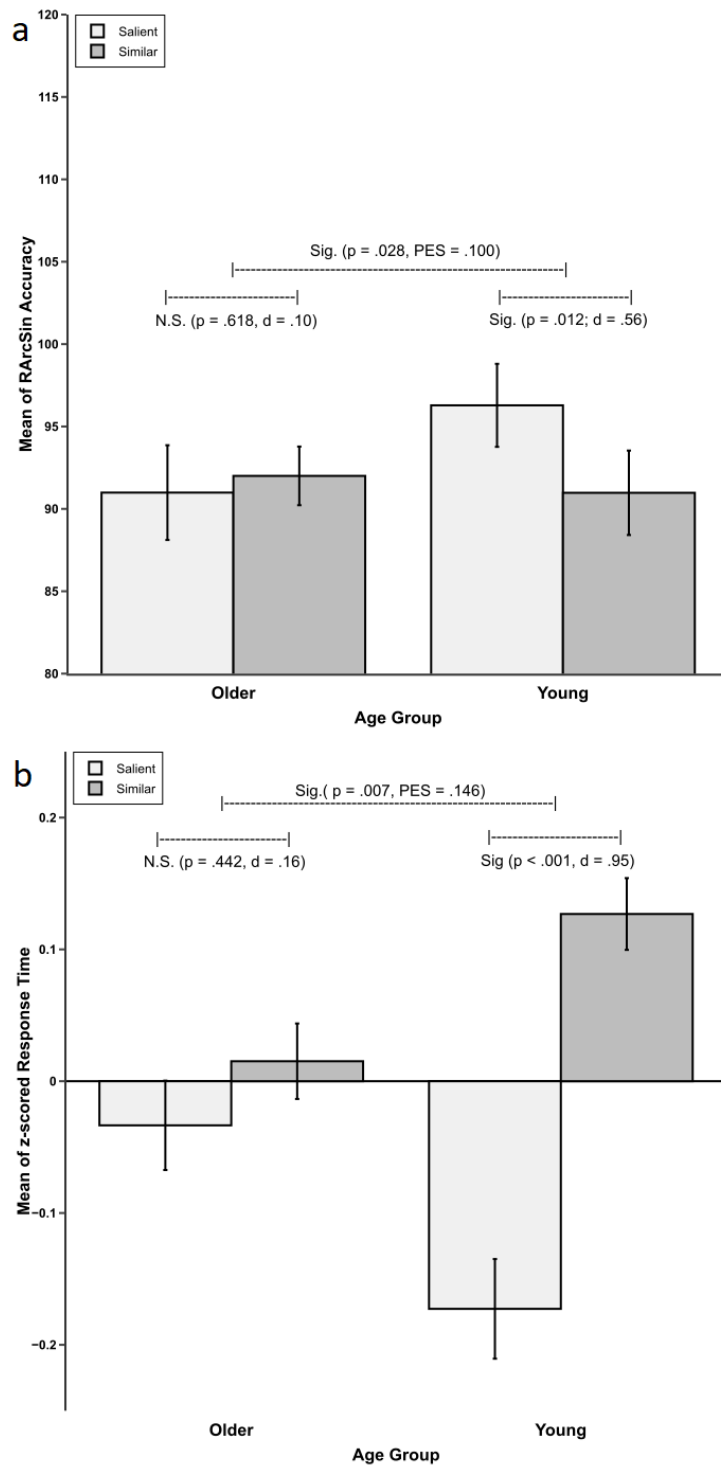 a
Salient
Similar
120
115
110
105
100
95
90
85
80
Mean of RArcSin Accuracy
Sig. (p = .028, PES = .100)
N.S. (p = .618, d = .10)
Sig. (p = .012; d = .56)
Older
Young
Age Group
b
Salient
Similar
0.2
0.1
0
−0.1
−0.2
Mean of z-scored Response Time
Sig.( p = .007, PES = .146)
N.S. (p = .442, d = .16)
Sig (p < .001, d = .95)
Older
Young
Age Group